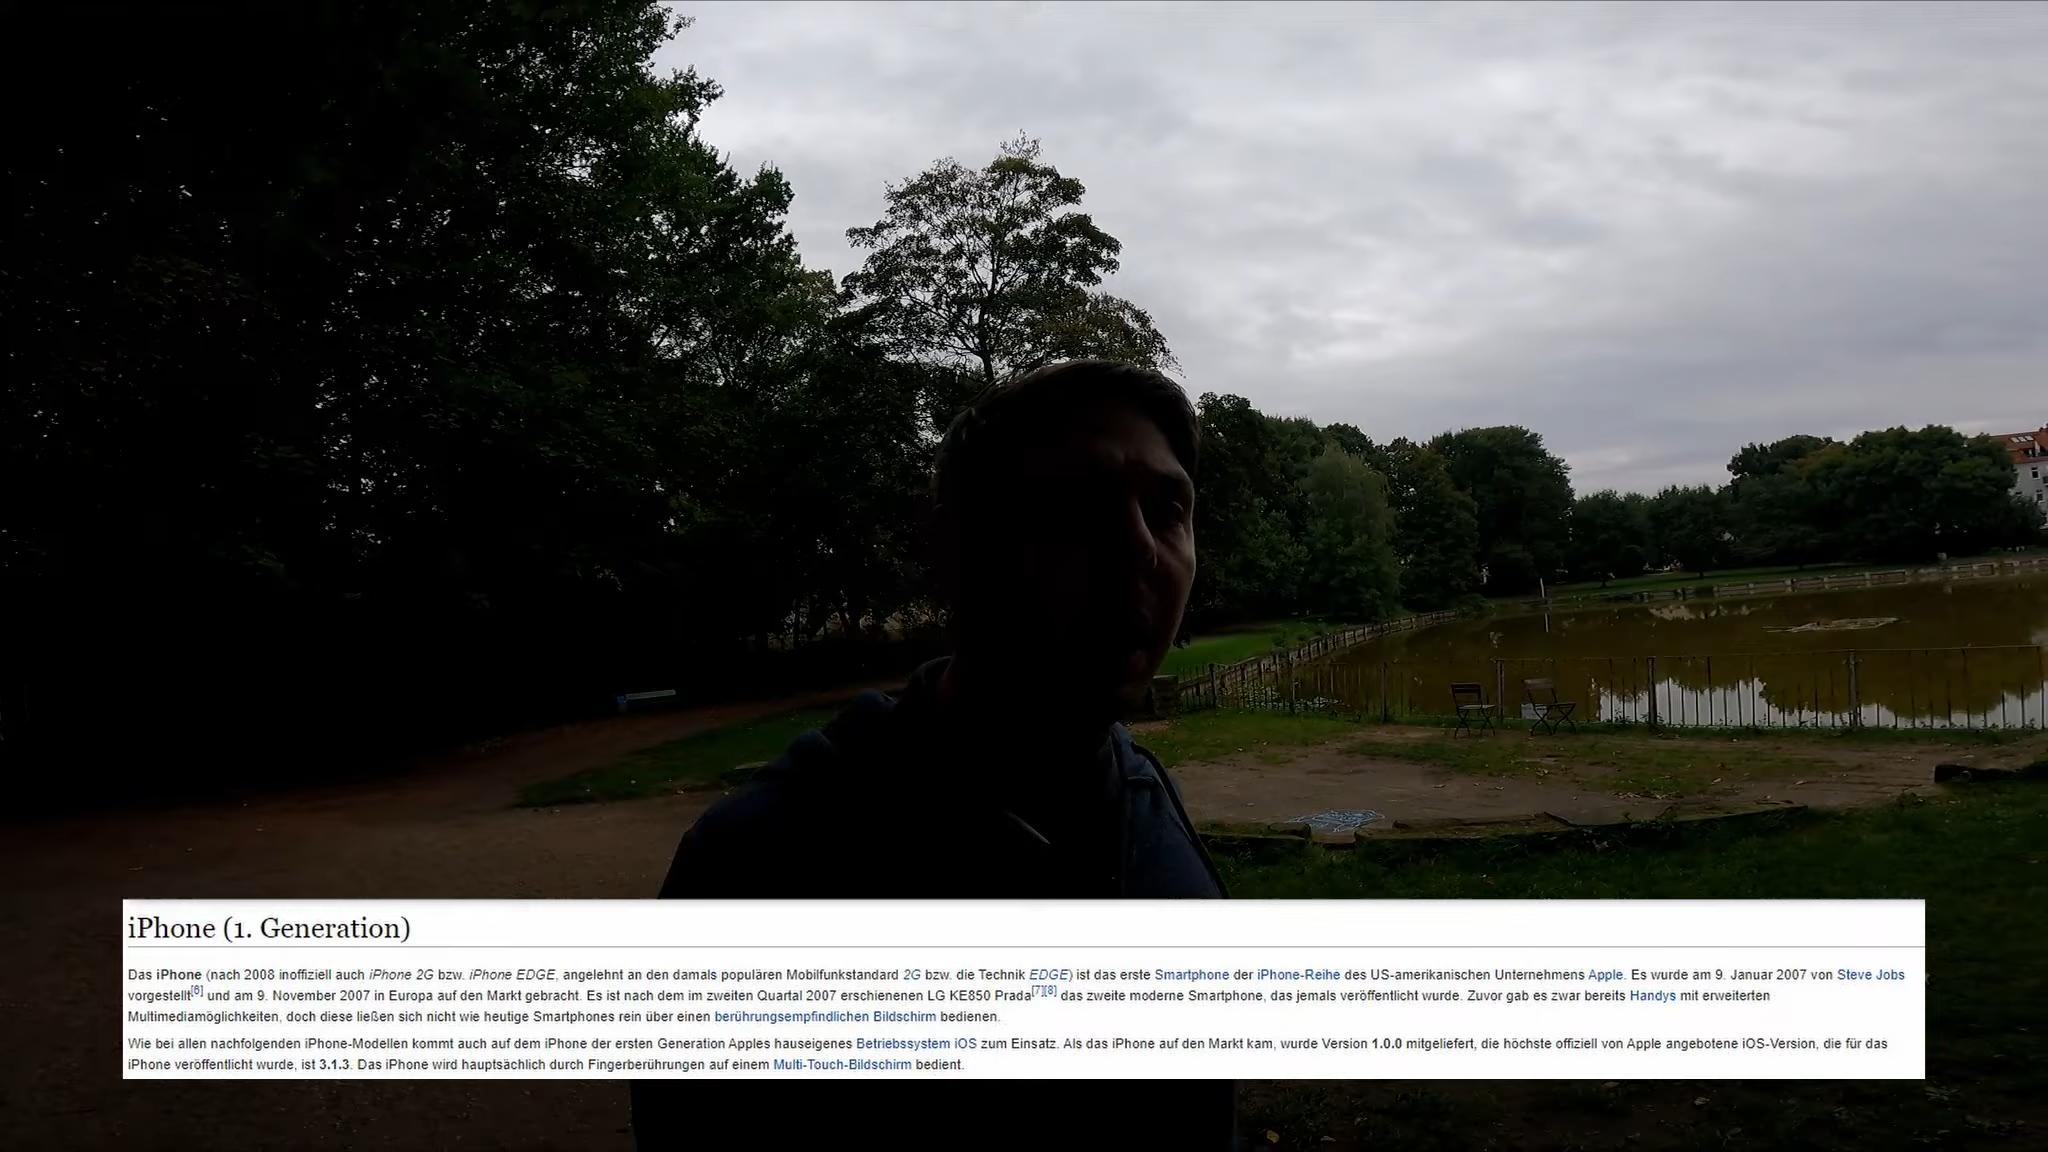 iPhone (1. Generation)
Das iPhone (nach 2008 inoffiziell auch iPhone 2G bzw. iPhone EDGE, angelehnt an den damals populären Mobilfunkstandard 2G bzw. die Technik EDGE) ist das erste Smartphone der iPhone-Reihe des US-amerikanischen Unternehmens Apple. Es wurde am 9. Januar 2007 von Steve Jobs
vorgestellt[6] und am 9. November 2007 in Europa auf den Markt gebracht. Es ist nach dem im zweiten Quartal 2007 erschienenen LG KE850 Prada[7][8] das zweite moderne Smartphone, das jemals veröffentlicht wurde. Zuvor gab es zwar bereits Handys mit erweiterten
Multimediamöglichkeiten, doch diese ließen sich nicht wie heutige Smartphones rein über einen berührungsempfindlichen Bildschirm bedienen.
Wie bei allen nachfolgenden iPhone-Modellen kommt auch auf dem iPhone der ersten Generation Apples hauseigenes Betriebssystem iOS zum Einsatz. Als das iPhone auf den Markt kam, wurde Version 1.0.0 mitgeliefert, die höchste offiziell von Apple angebotene iOS-Version, die für das
iPhone veröffentlicht wurde, ist 3.1.3. Das iPhone wird hauptsächlich durch Fingerberührungen auf einem Multi-Touch-Bildschirm bedient.